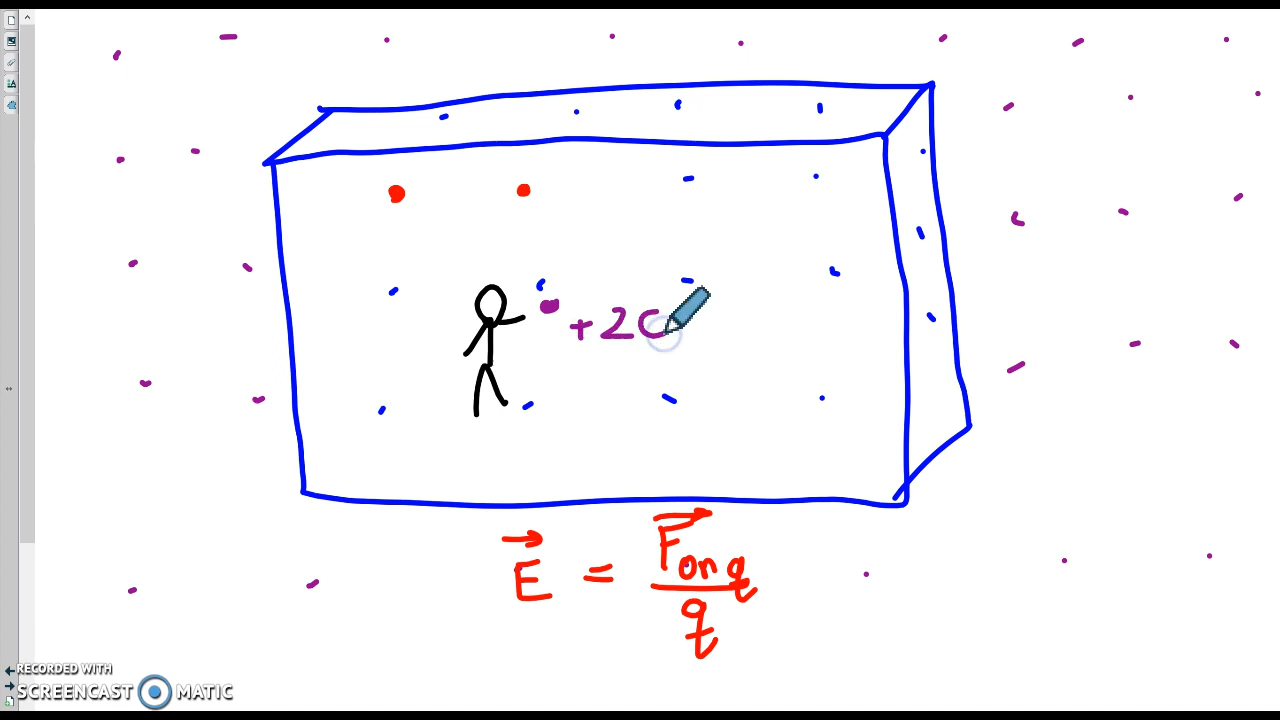 +2C
E = F on q
q
RECORDED WITH
SCREENCAST MATIC